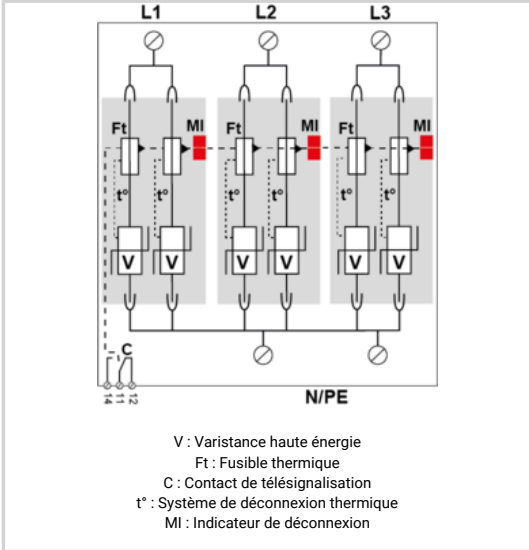 L1 L2 L3
Ft MI Ft MI Ft MI
t° t° t° t° t° t°
V V V V V V
C
14 11 12
N/PE
V : Varistance haute énergie
Ft : Fusible thermique
C : Contact de télésignalisation
t° : Système de déconnexion thermique
MI : Indicateur de déconnexion